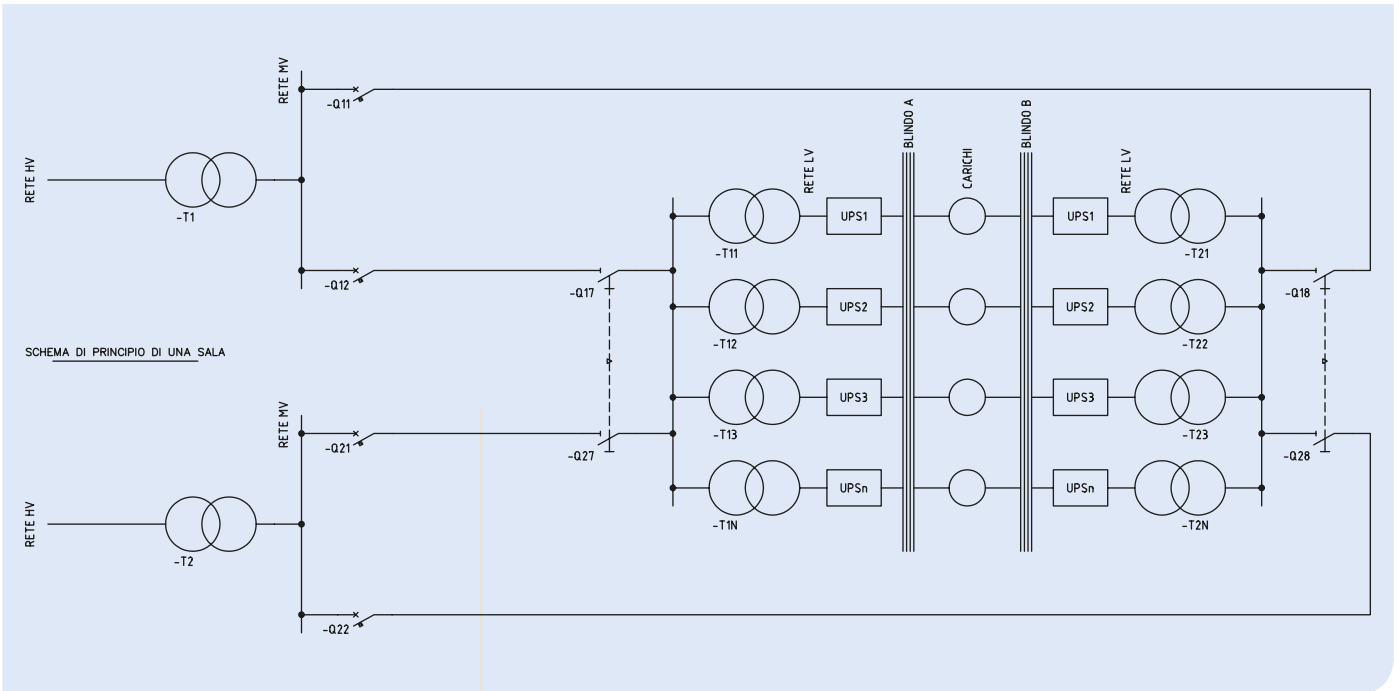 RETE MV
-Q11
RETE HV
-T1
-Q12
SCHEMA DI PRINCIPIO DI UNA SALA
RETE MV
-Q21
RETE HV
-T2
-Q22
-Q17
-Q27
RETE LV
BLINDO A
CARICHI
BLINDO B
RETE LV
UPS1
UPS1
-T11
-T21
UPS2
UPS2
-T12
-T22
UPS3
UPS3
-T13
-T23
UPSn
UPSn
-T1N
-T2N
-Q18
-Q28